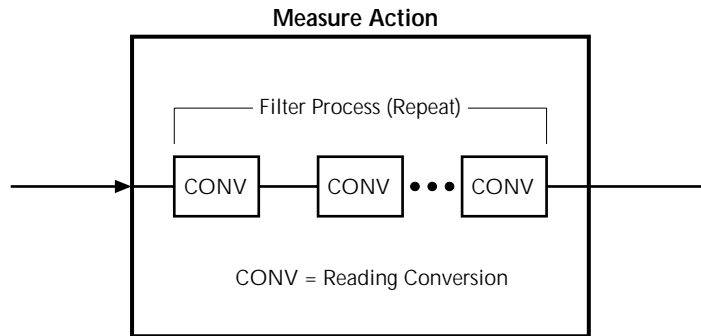 Measure Action
Filter Process (Repeat)
CONV CONV CONV
CONV = Reading Conversion